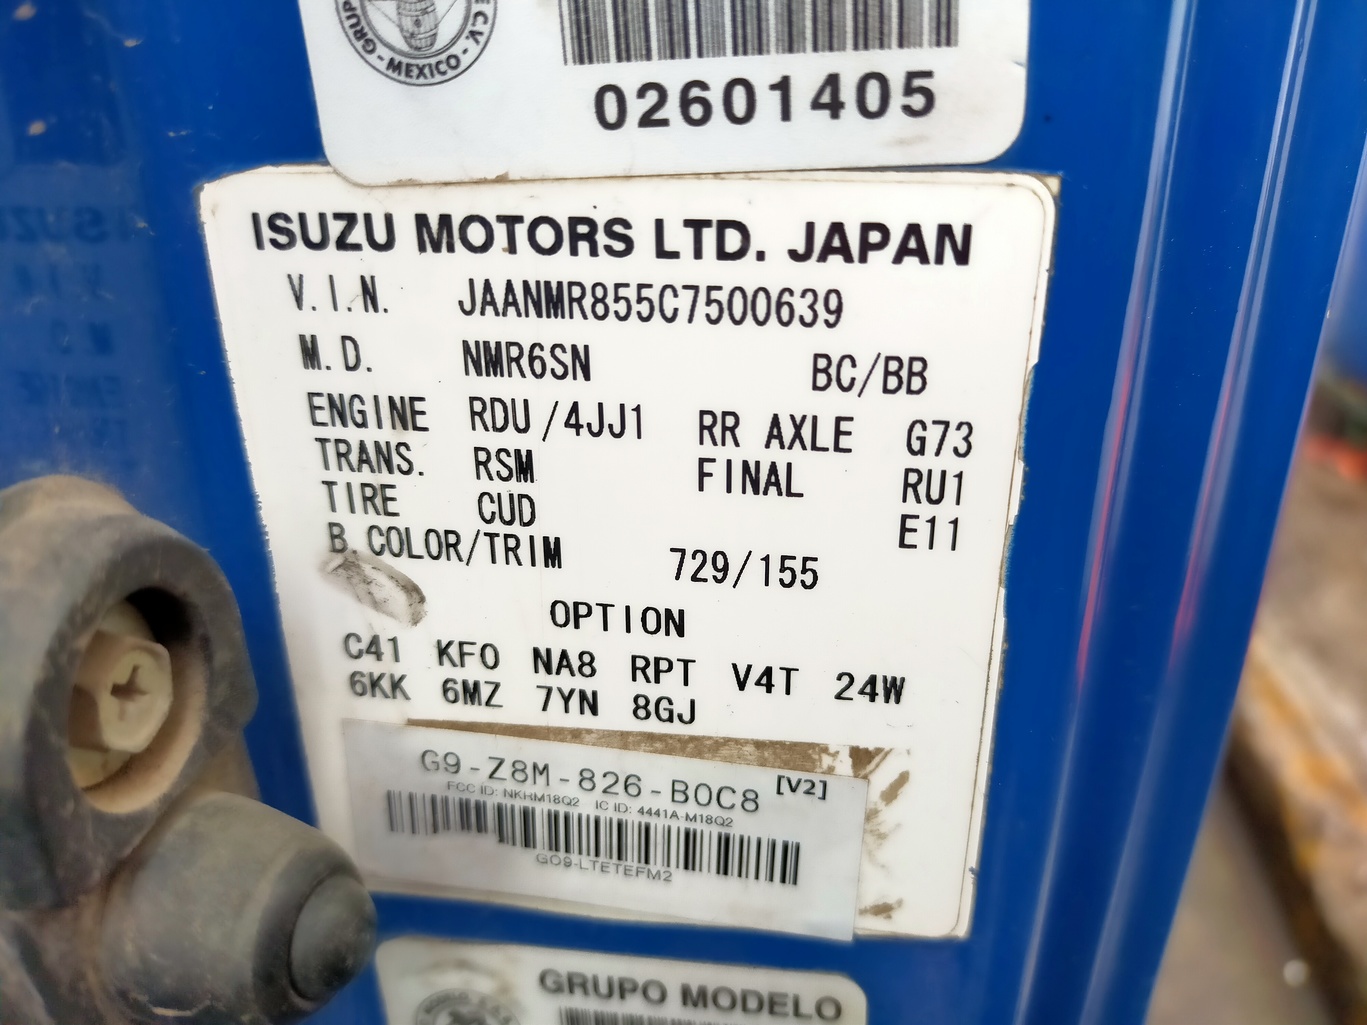 GRUP
E C.V.
- MEXICO -
02601405
ISUZU MOTORS LTD. JAPAN
V.I.N. JAANMR855C7500639
M.D. NMR6SN BC/BB
ENGINE RDU /4JJ1 RR AXLE G73
TRANS. RSM FINAL RU1
TIRE CUD E11
B. COLOR/TRIM 729/155
OPTION
C41 KF0 NA8 RPT V4T 24W
6KK 6MZ 7YN 8GJ
G9-Z8M-826-B0C8 [V2]
FCC ID: NKRM18Q2 IC ID: 4441A-M18Q2
GO9-LTETEFM2
GRUPO MODELO